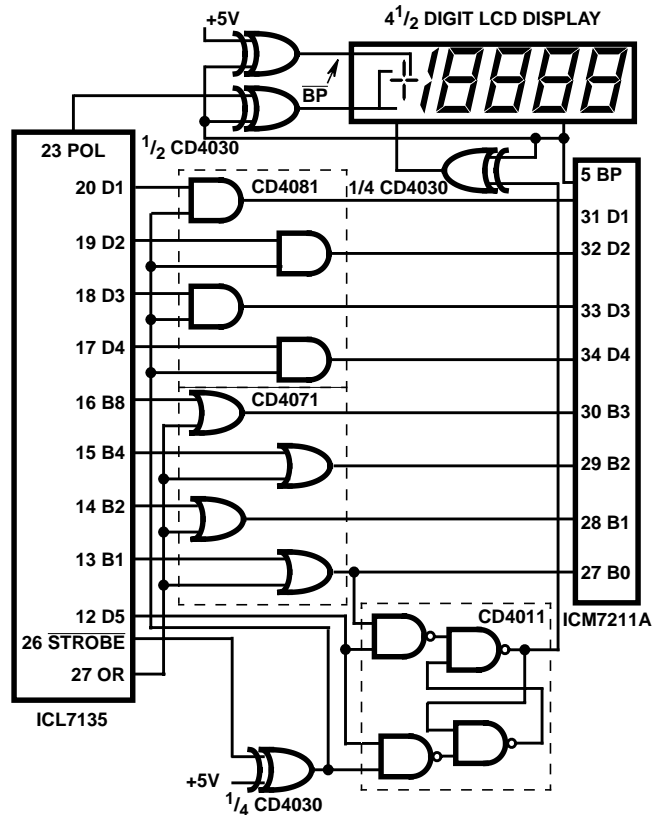 +5V
4 1/2 DIGIT LCD DISPLAY
BP
23 POL
1/2 CD4030
1/4 CD4030
5 BP
20 D1
CD4081
31 D1
19 D2
32 D2
18 D3
33 D3
17 D4
34 D4
16 B8
CD4071
30 B3
15 B4
29 B2
14 B2
28 B1
13 B1
27 B0
12 D5
CD4011
ICM7211A
26 STROBE
27 OR
ICL7135
+5V
1/4 CD4030